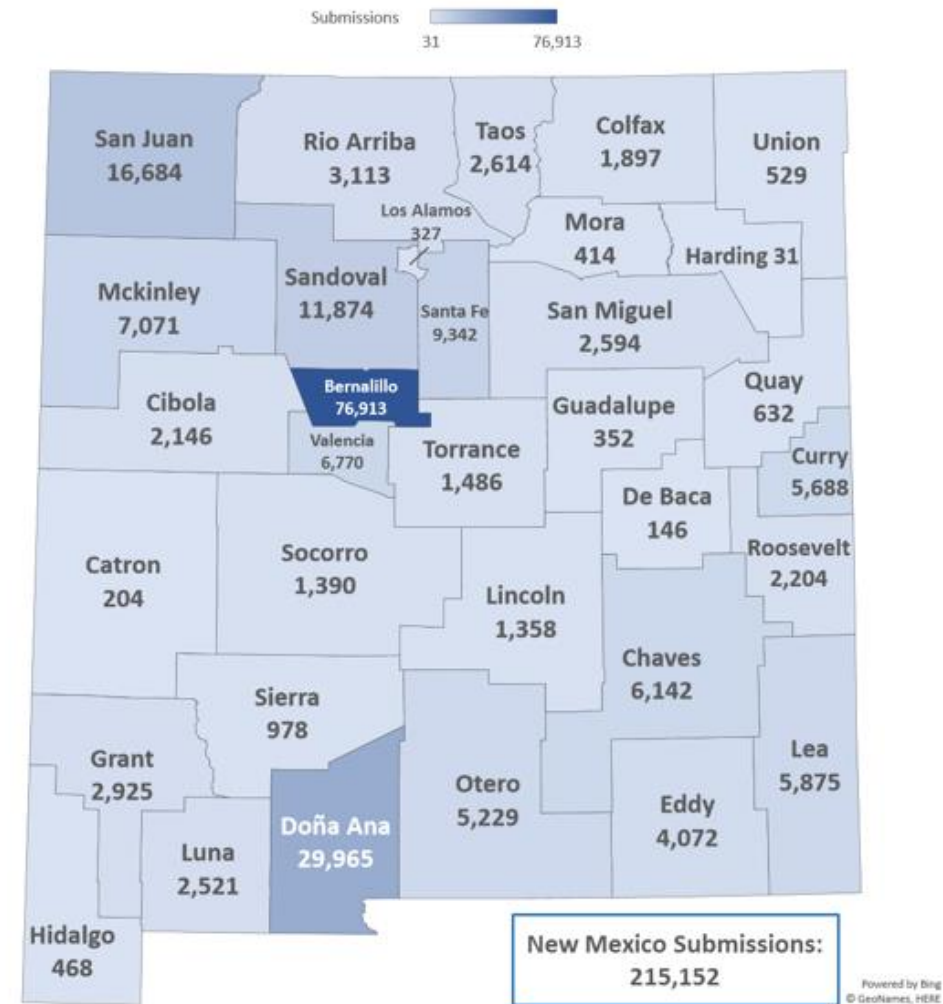 Submissions
31
76,913
San Juan
16,684
Rio Arriba
3,113
Taos
2,614
Colfax
1,897
Union
529
Los Alamos
327
Mora
414
Harding 31
Mckinley
7,071
Sandoval
11,874
Santa Fe
9,342
San Miguel
2,594
Bernalillo
76,913
Quay
632
Cibola
2,146
Guadalupe
352
Valencia
6,770
Torrance
1,486
Curry
5,688
De Baca
146
Roosevelt
2,204
Catron
204
Socorro
1,390
Lincoln
1,358
Chaves
6,142
Sierra
978
Grant
2,925
Otero
5,229
Lea
5,875
Eddy
4,072
Doña Ana
29,965
Luna
2,521
Hidalgo
468
New Mexico Submissions:
215,152
Powered by Bing
© GeoNames, HERE